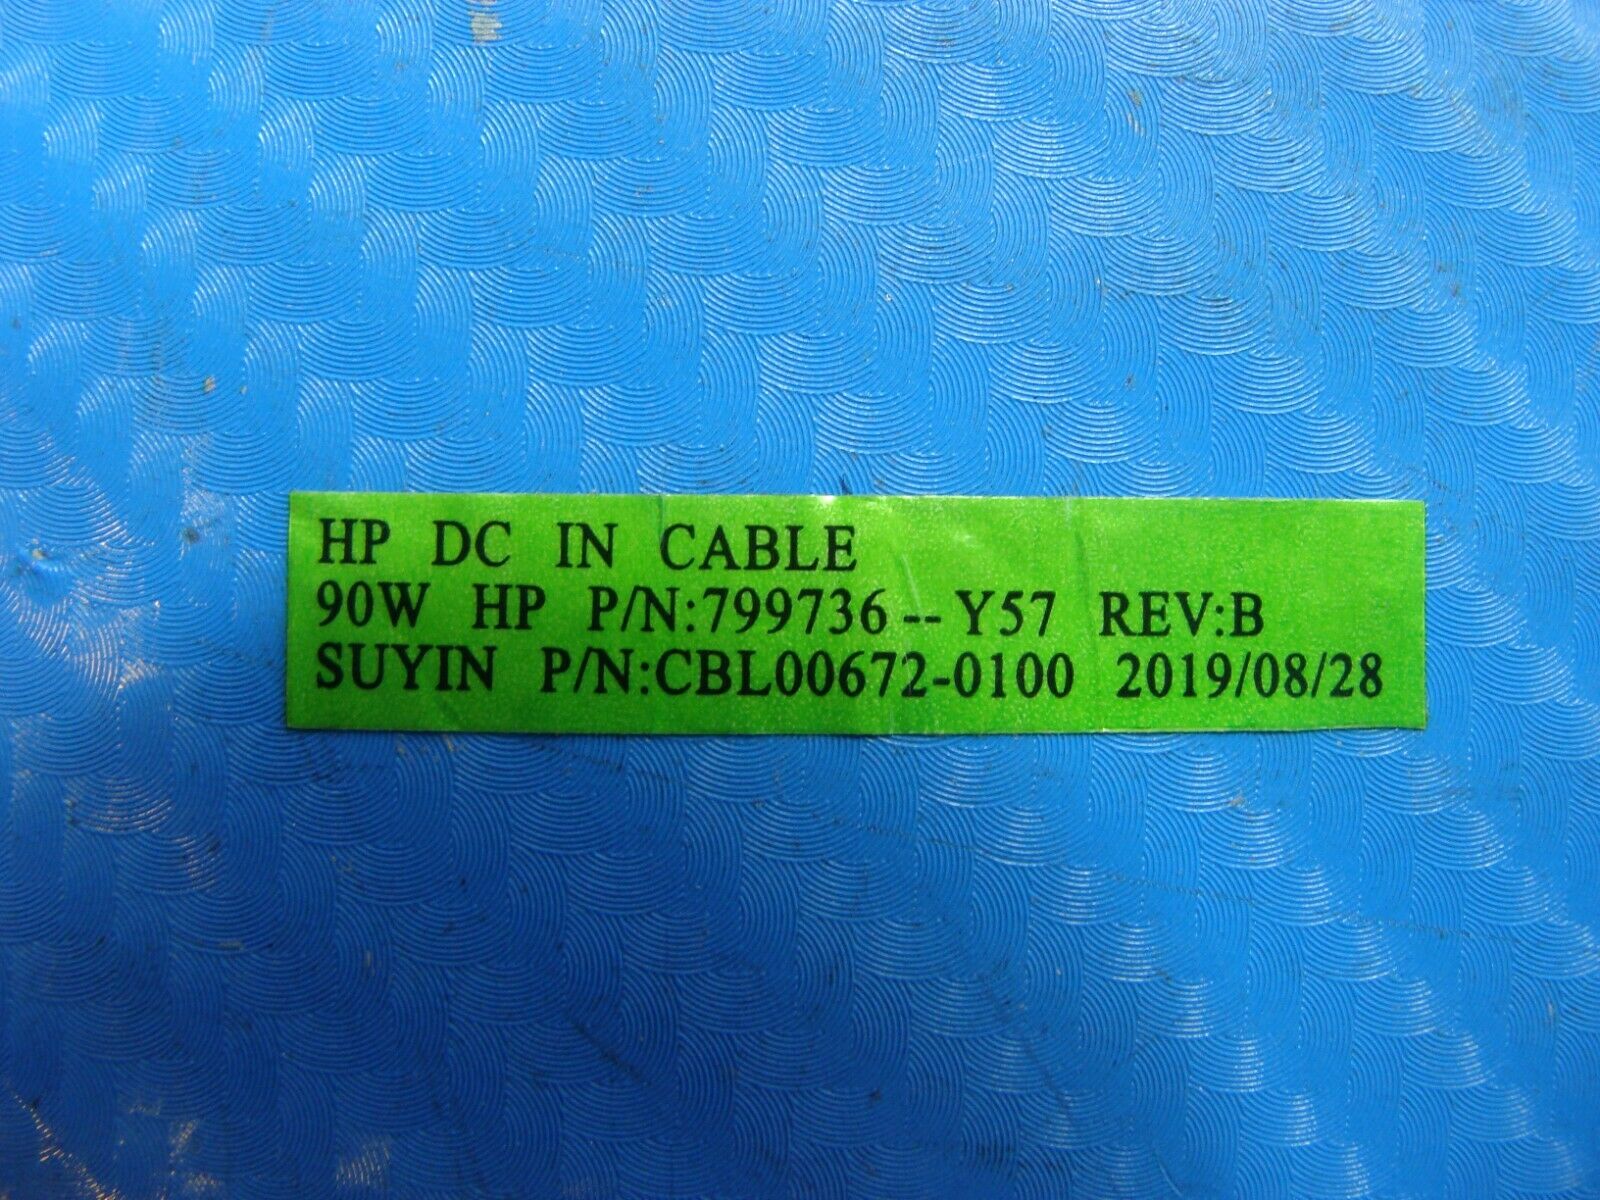 HP DC IN CABLE
90W HP P/N:799736--Y57 REV:B
SUYIN P/N:CBL00672-0100 2019/08/28